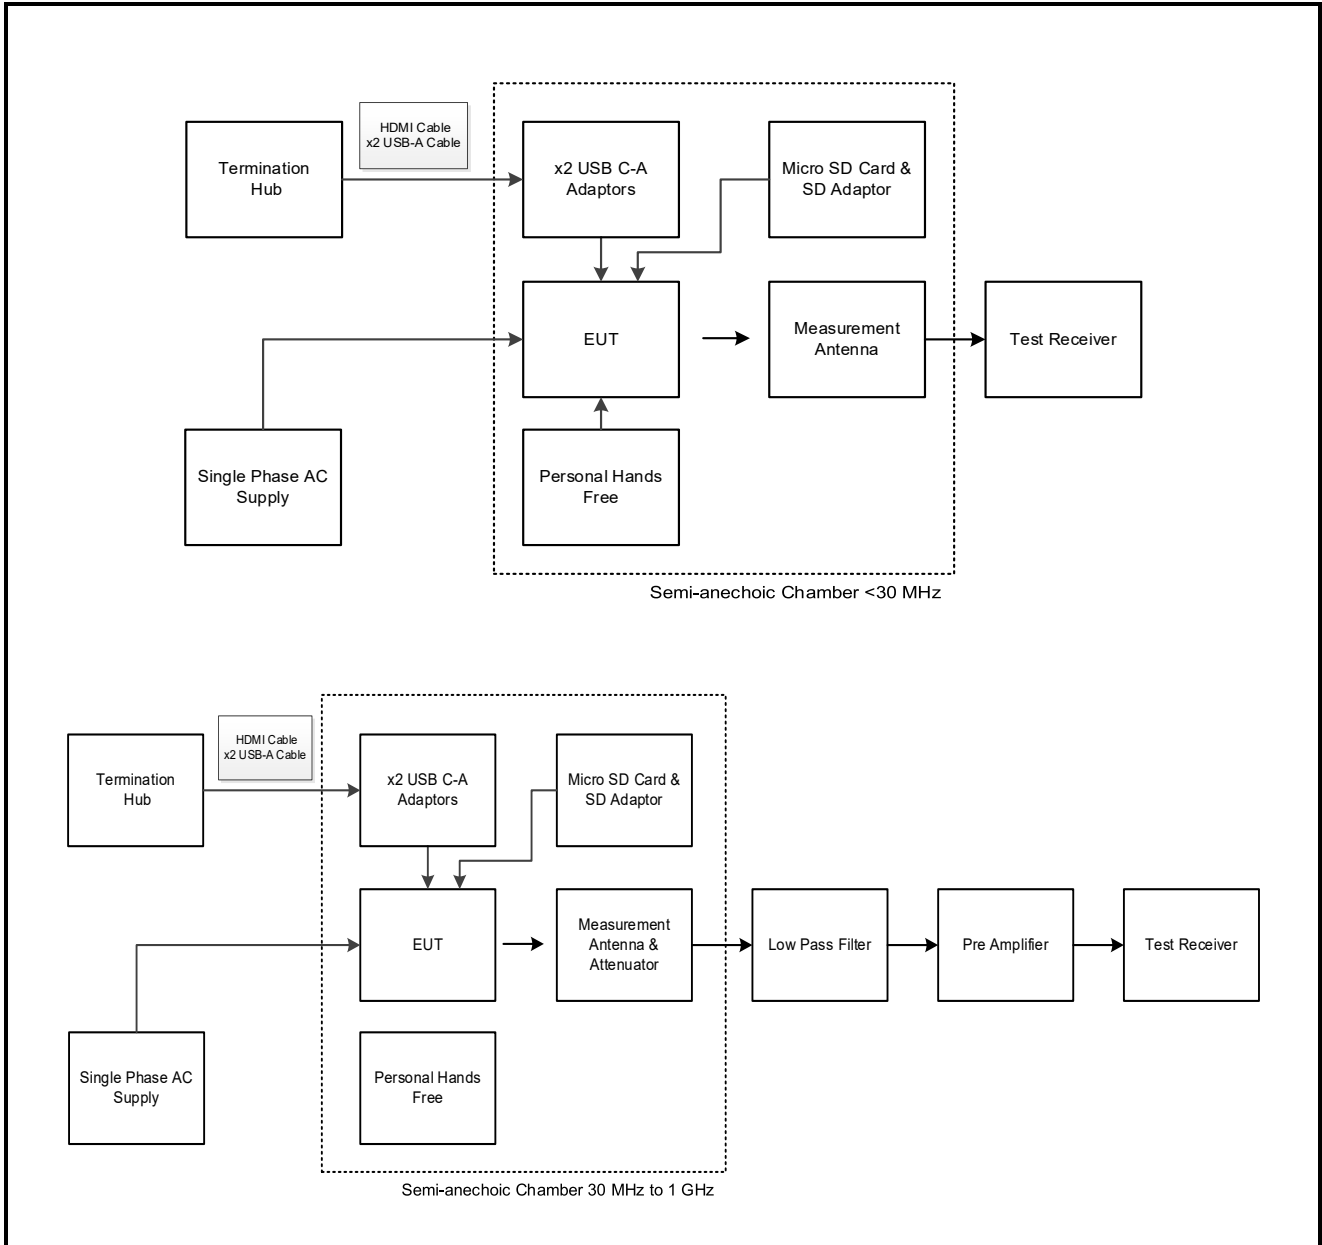 HDMI Cable
x2 USB-A Cable
Termination
Hub
x2 USB C-A
Adaptors
Micro SD Card &
SD Adaptor
EUT
Measurement
Antenna
Test Receiver
Single Phase AC
Supply
Personal Hands
Free
Semi-anechoic Chamber <30 MHz
HDMI Cable
x2 USB-A Cable
Termination
Hub
x2 USB C-A
Adaptors
Micro SD Card &
SD Adaptor
EUT
Measurement
Antenna &
Attenuator
Low Pass Filter
Pre Amplifier
Test Receiver
Single Phase AC
Supply
Personal Hands
Free
Semi-anechoic Chamber 30 MHz to 1 GHz